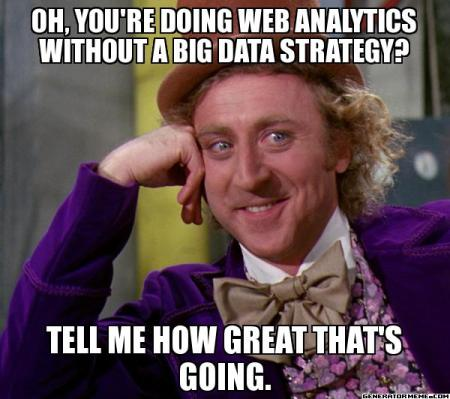 OH, YOU'RE DOING WEB ANALYTICS
WITHOUT A BIG DATA STRATEGY?
TELL ME HOW GREAT THAT'S
GOING.
GENERATORMEME.COM